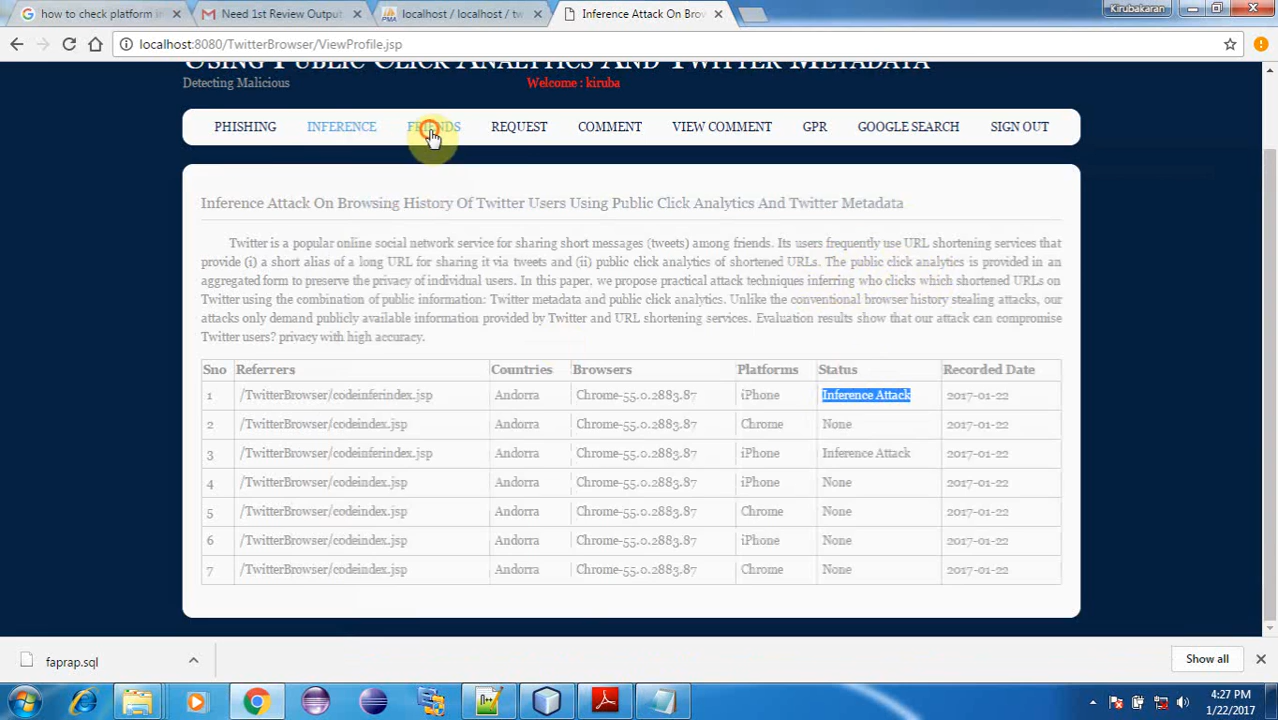 how to check platform i
Need 1st Review Output
localhost / localhost / tw
Inference Attack On Brow
Kirubakaran
localhost:8080/TwitterBrowser/ViewProfile.jsp
USING PUBLIC CLICK ANALYTICS AND TWITTER METADATA
Detecting Malicious
Welcome : kiruba
PHISHING INFERENCE FRIENDS REQUEST COMMENT VIEW COMMENT GPR GOOGLE SEARCH SIGN OUT
Inference Attack On Browsing History Of Twitter Users Using Public Click Analytics And Twitter Metadata
Twitter is a popular online social network service for sharing short messages (tweets) among friends. Its users frequently use URL shortening services that
provide (i) a short alias of a long URL for sharing it via tweets and (ii) public click analytics of shortened URLs. The public click analytics is provided in an
aggregated form to preserve the privacy of individual users. In this paper, we propose practical attack techniques inferring who clicks which shortened URLs on
Twitter using the combination of public information: Twitter metadata and public click analytics. Unlike the conventional browser history stealing attacks, our
attacks only demand publicly available information provided by Twitter and URL shortening services. Evaluation results show that our attack can compromise
Twitter users? privacy with high accuracy.
Sno Referrers Countries Browsers Platforms Status Recorded Date
1 /TwitterBrowser/codeinferindex.jsp Andorra Chrome-55.0.2883.87 iPhone Inference Attack 2017-01-22
2 /TwitterBrowser/codeindex.jsp Andorra Chrome-55.0.2883.87 Chrome None 2017-01-22
3 /TwitterBrowser/codeinferindex.jsp Andorra Chrome-55.0.2883.87 iPhone Inference Attack 2017-01-22
4 /TwitterBrowser/codeindex.jsp Andorra Chrome-55.0.2883.87 iPhone None 2017-01-22
5 /TwitterBrowser/codeindex.jsp Andorra Chrome-55.0.2883.87 Chrome None 2017-01-22
6 /TwitterBrowser/codeindex.jsp Andorra Chrome-55.0.2883.87 iPhone None 2017-01-22
7 /TwitterBrowser/codeindex.jsp Andorra Chrome-55.0.2883.87 Chrome None 2017-01-22
faprap.sql
Show all
4:27 PM
1/22/2017